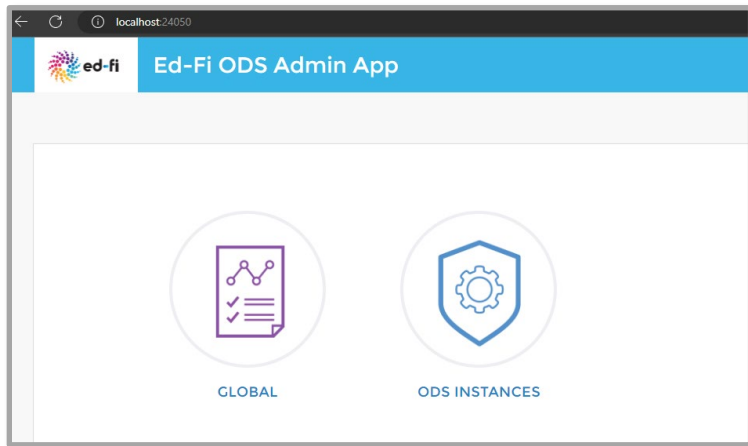 localhost:24050
ed-fi Ed-Fi ODS Admin App
GLOBAL ODS INSTANCES